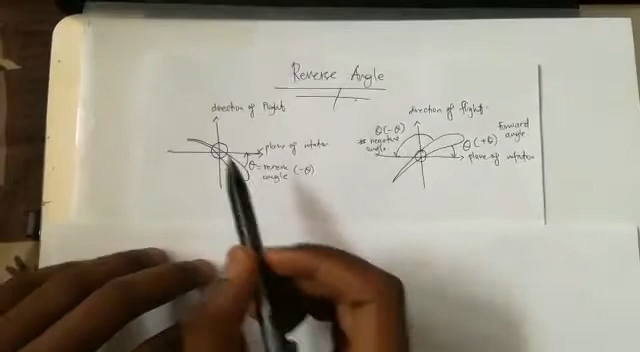 Reverse Angle
direction of flight
plane of rotation
θ = reverse
angle (-θ)
direction of flight
θ (-θ)
negative
angle
forward
angle
θ (+θ)
plane of rotation